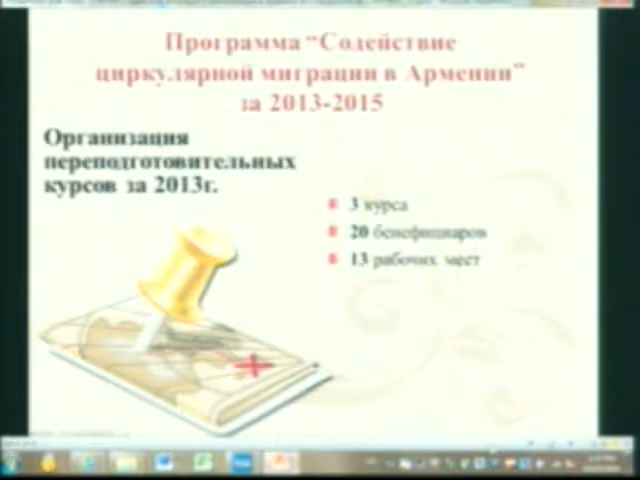 Программа “Содействие
циркулярной миграции в Армении”
за 2013-2015
Организация
переподготовительных
курсов за 2013г.
3 курса
20 бенефициаров
13 рабочих мест